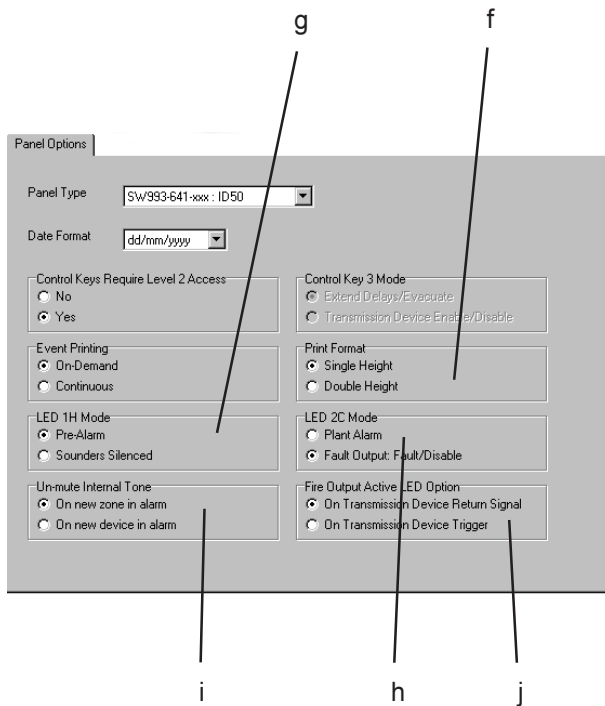 g f
Panel Options
Panel Type SW993-641-xxx : ID50
Date Format dd/mm/yyyy
Control Keys Require Level 2 Access
No
Yes
Control Key 3 Mode
Extend Delays/Evacuate
Transmission Device Enable/Disable
Event Printing
On-Demand
Continuous
Print Format
Single Height
Double Height
LED 1H Mode
Pre-Alarm
Sounders Silenced
LED 2C Mode
Plant Alarm
Fault Output: Fault/Disable
Un-mute Internal Tone
On new zone in alarm
On new device in alarm
Fire Output Active LED Option
On Transmission Device Return Signal
On Transmission Device Trigger
i h j